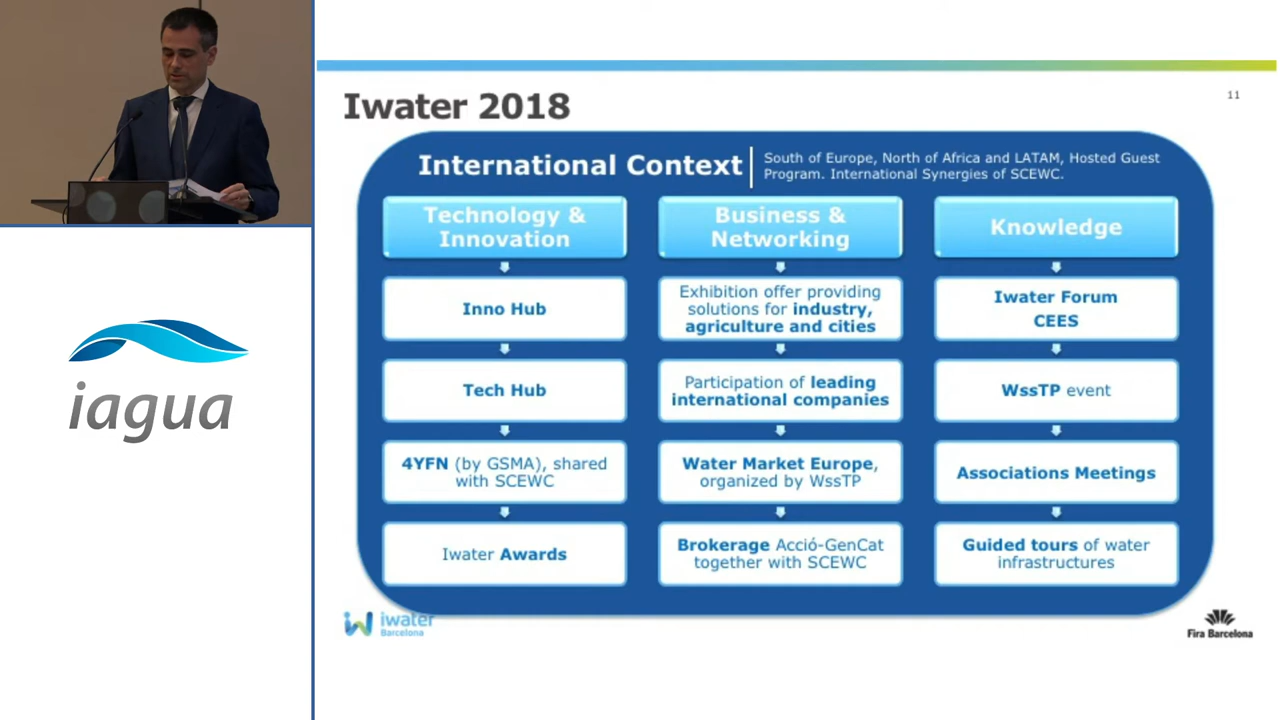 Iwater 2018
11
International Context
South of Europe, North of Africa and LATAM, Hosted Guest
Program. International Synergies of SCEWC.
Technology &
Innovation
Inno Hub
Tech Hub
4YFN (by GSMA), shared
with SCEWC
Iwater Awards
Business &
Networking
Exhibition offer providing
solutions for industry,
agriculture and cities
Participation of leading
international companies
Water Market Europe,
organized by WssTP
Brokerage Acció-GenCat
together with SCEWC
Knowledge
Iwater Forum
CEES
WssTP event
Associations Meetings
Guided tours of water
infrastructures
iagua
iwater
Barcelona
Fira Barcelona